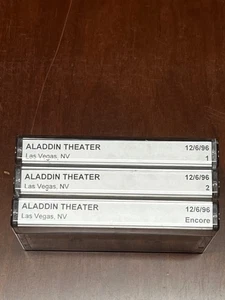 ALADDIN THEATER 12/6/96
Las Vegas, NV 1
ALADDIN THEATER 12/6/96
Las Vegas, NV 2
ALADDIN THEATER 12/6/96
Las Vegas, NV Encore